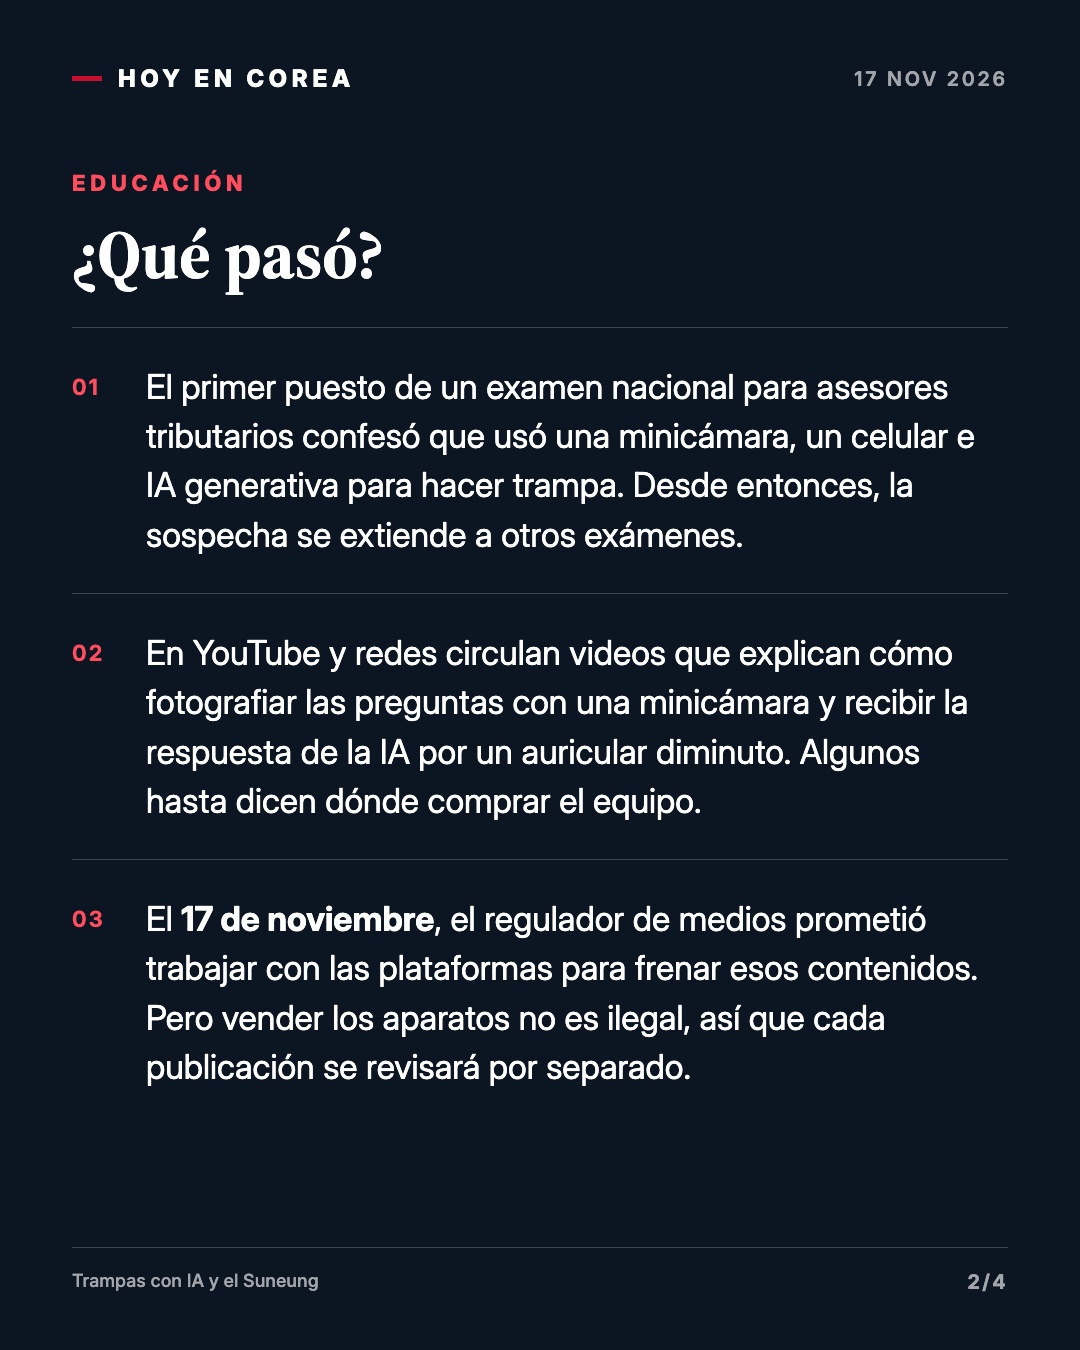 HOY EN COREA
17 NOV 2026
EDUCACIÓN
¿Qué pasó?
01
El primer puesto de un examen nacional para asesores
tributarios confesó que usó una minicámara, un celular e
IA generativa para hacer trampa. Desde entonces, la
sospecha se extiende a otros exámenes.
02
En YouTube y redes circulan videos que explican cómo
fotografiar las preguntas con una minicámara y recibir la
respuesta de la IA por un auricular diminuto. Algunos
hasta dicen dónde comprar el equipo.
03
El 17 de noviembre, el regulador de medios prometió
trabajar con las plataformas para frenar esos contenidos.
Pero vender los aparatos no es ilegal, así que cada
publicación se revisará por separado.
Trampas con IA y el Suneung
2/4